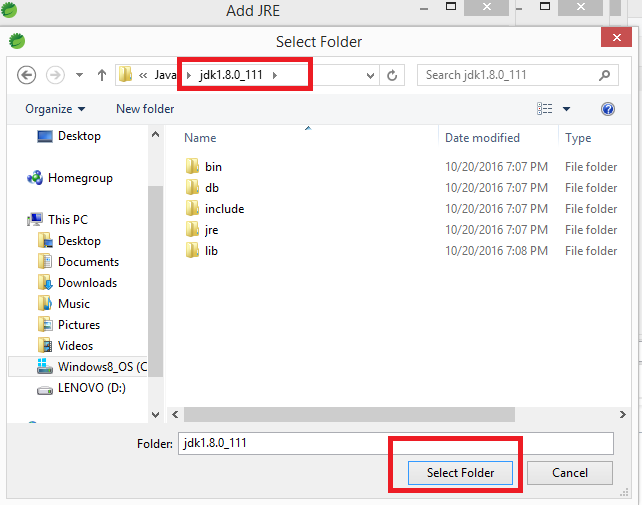 Add JRE
Select Folder
« Java jdk1.8.0_111
Search jdk1.8.0_111
Organize
New folder
Desktop
Homegroup
This PC
Desktop
Documents
Downloads
Music
Pictures
Videos
Windows8_OS (C
LENOVO (D:)
Name Date modified Type
bin 10/20/2016 7:07 PM File folder
db 10/20/2016 7:07 PM File folder
include 10/20/2016 7:07 PM File folder
jre 10/20/2016 7:07 PM File folder
lib 10/20/2016 7:08 PM File folder
Folder: jdk1.8.0_111
Select Folder Cancel